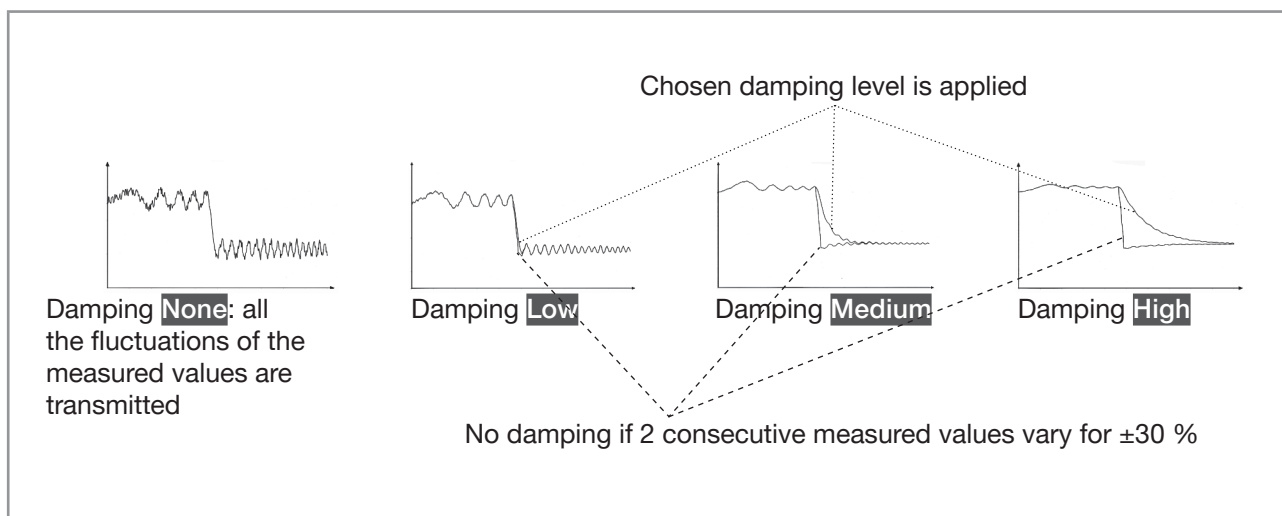 Chosen damping level is applied
Damping None: all
the fluctuations of the
measured values are
transmitted
Damping Low
Damping Medium
Damping High
No damping if 2 consecutive measured values vary for ±30 %